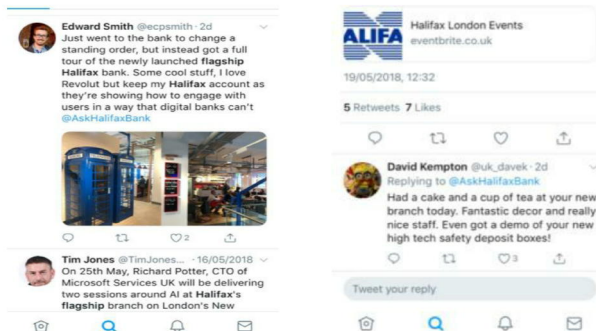 Edward Smith @ecpsmith · 2d
Just went to the bank to change a
standing order, but instead got a full
tour of the newly launched flagship
Halifax bank. Some cool stuff, I love
Revolut but keep my Halifax account as
they're showing how to engage with
users in a way that digital banks can't
@AskHalifaxBank
2
Tim Jones @TimJones... · 16/05/2018
On 25th May, Richard Potter, CTO of
Microsoft Services UK will be delivering
two sessions around AI at Halifax's
flagship branch on London's New
ALIFA
Halifax London Events
eventbrite.co.uk
19/05/2018, 12:32
5 Retweets 7 Likes
David Kempton @uk_davek · 2d
Replying to @AskHalifaxBank
Had a cake and a cup of tea at your new
branch today. Fantastic decor and really
nice staff. Even got a demo of your new
high tech safety deposit boxes!
3
Tweet your reply